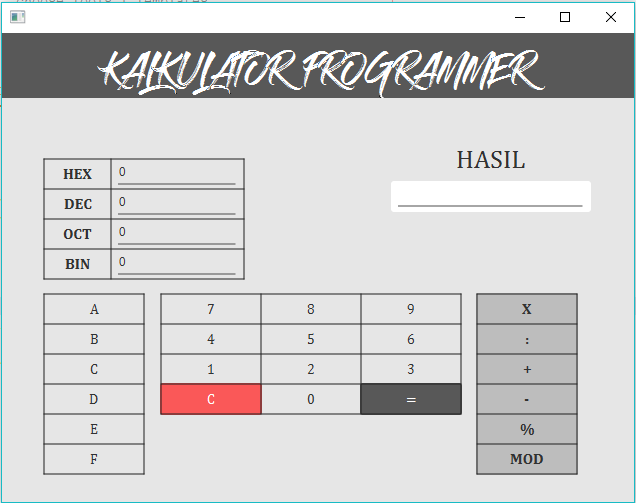 KALKULATOR PROGRAMMER
HASIL
HEX 0
DEC 0
OCT 0
BIN 0
A 7 8 9 X
B 4 5 6 :
C 1 2 3 +
D C 0 = -
E %
F MOD